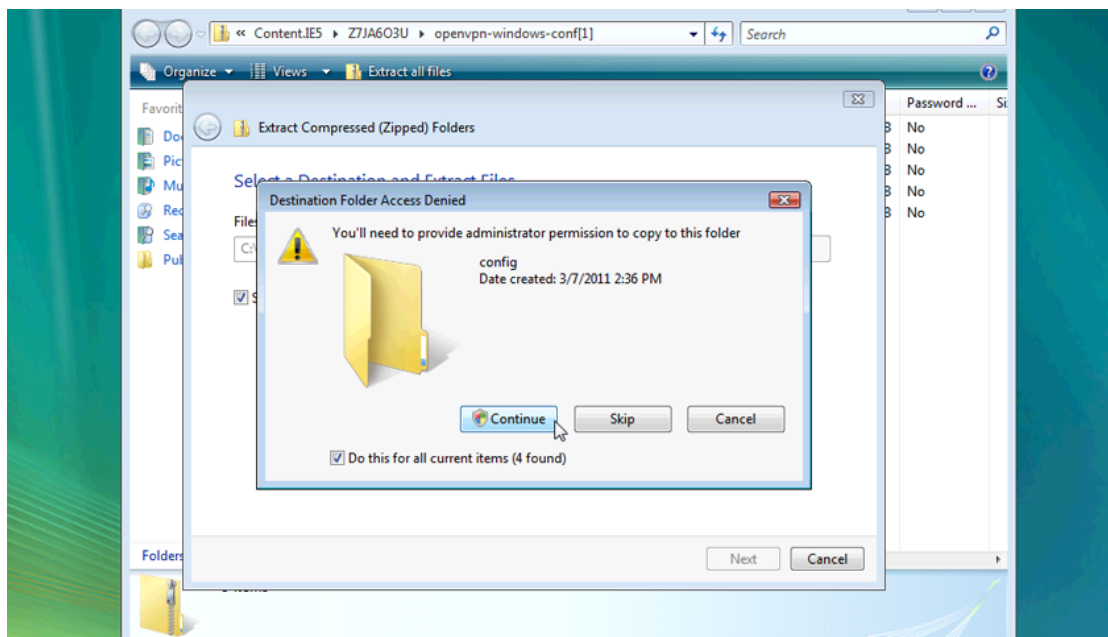 « Content.IE5 ▸ Z7JA6O3U ▸ openvpn-windows-conf[1]
Search
Organize Views Extract all files
Password ...
Extract Compressed (Zipped) Folders
No
No
No
No
No
Destination Folder Access Denied
You'll need to provide administrator permission to copy to this folder
config
Date created: 3/7/2011 2:36 PM
Continue Skip Cancel
Do this for all current items (4 found)
Folders
Next Cancel